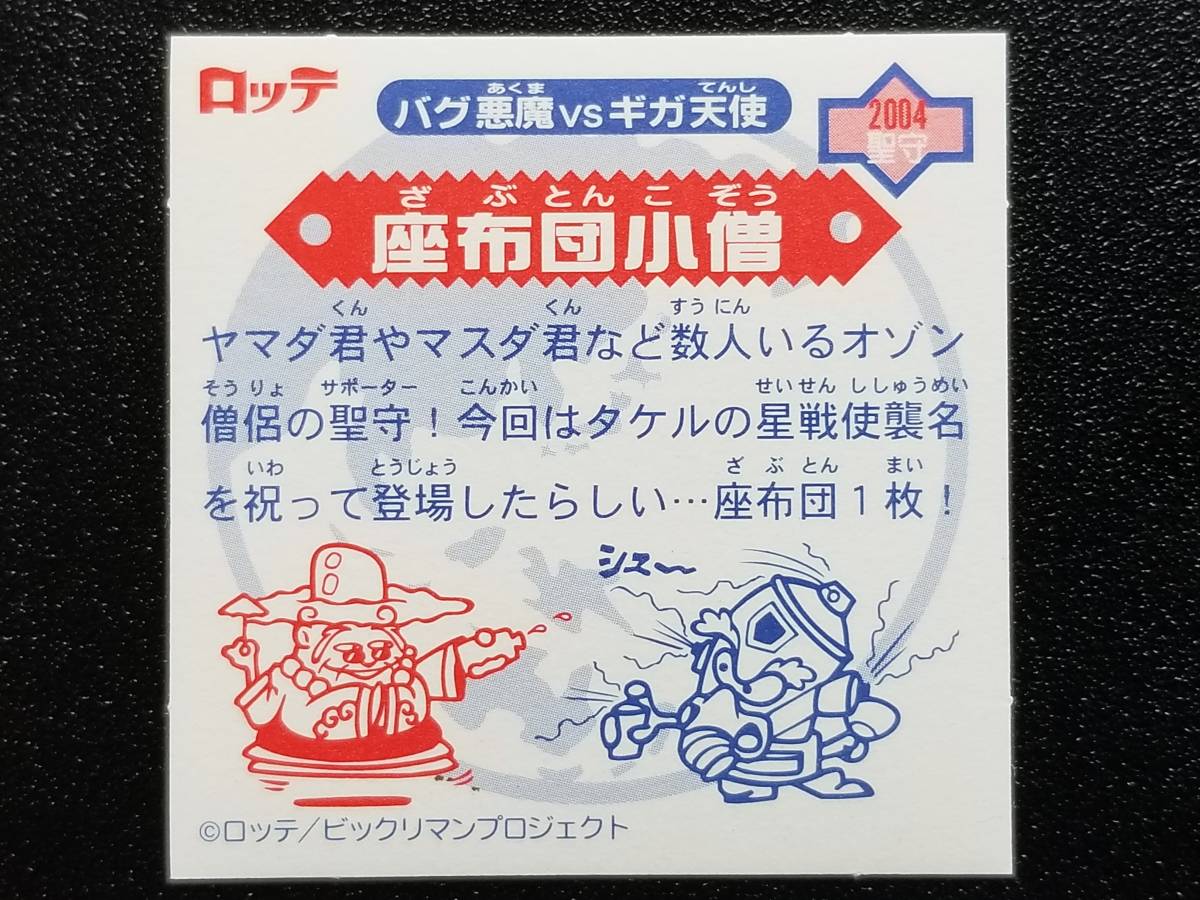 ロッテ
あくま てんし
バグ悪魔vsギガ天使
2004
聖守
ざぶとんこぞう
座布団小僧
くん くん すうにん
ヤマダ君やマスダ君など数人いるオゾン
そうりょ サポーター こんかい せいせんし しゅうめい
僧侶の聖守！今回はタケルの星戦使襲名
いわ とうじょう ざぶとん まい
を祝って登場したらしい…座布団1枚！
シュ〜
©ロッテ/ビックリマンプロジェクト